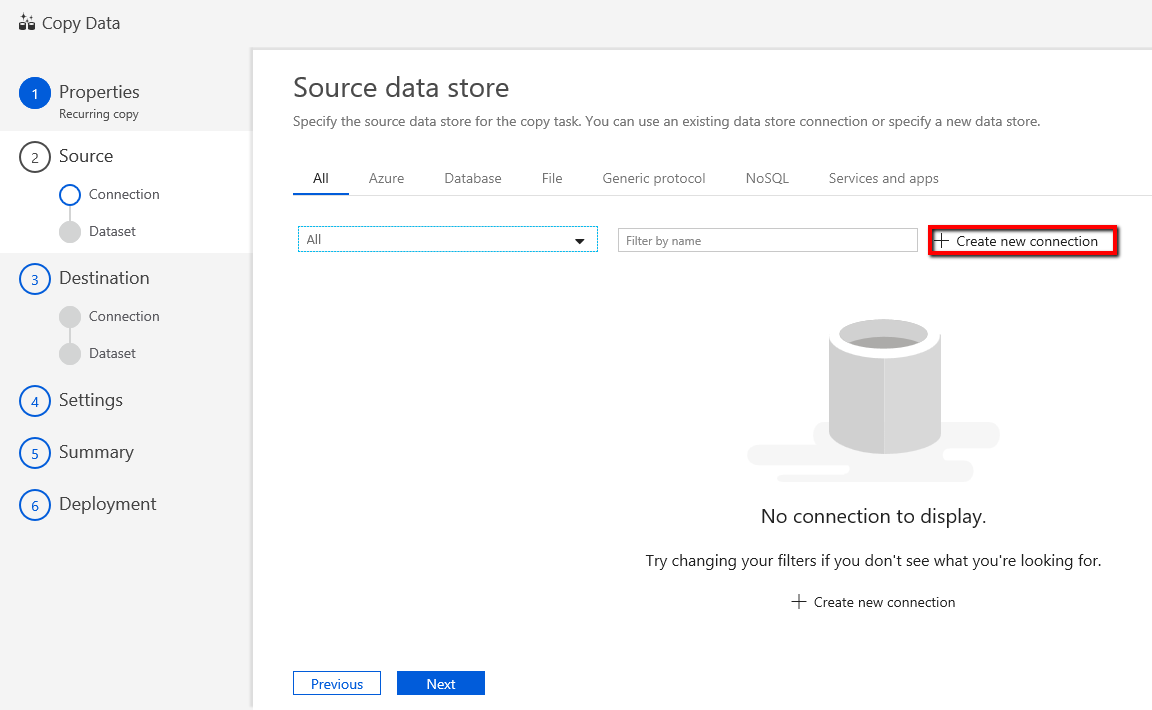 Copy Data
1 Properties
Recurring copy
2 Source
Connection
Dataset
3 Destination
Connection
Dataset
4 Settings
5 Summary
6 Deployment
Source data store
Specify the source data store for the copy task. You can use an existing data store connection or specify a new data store.
All Azure Database File Generic protocol NoSQL Services and apps
All Filter by name + Create new connection
No connection to display.
Try changing your filters if you don't see what you're looking for.
+ Create new connection
Previous Next